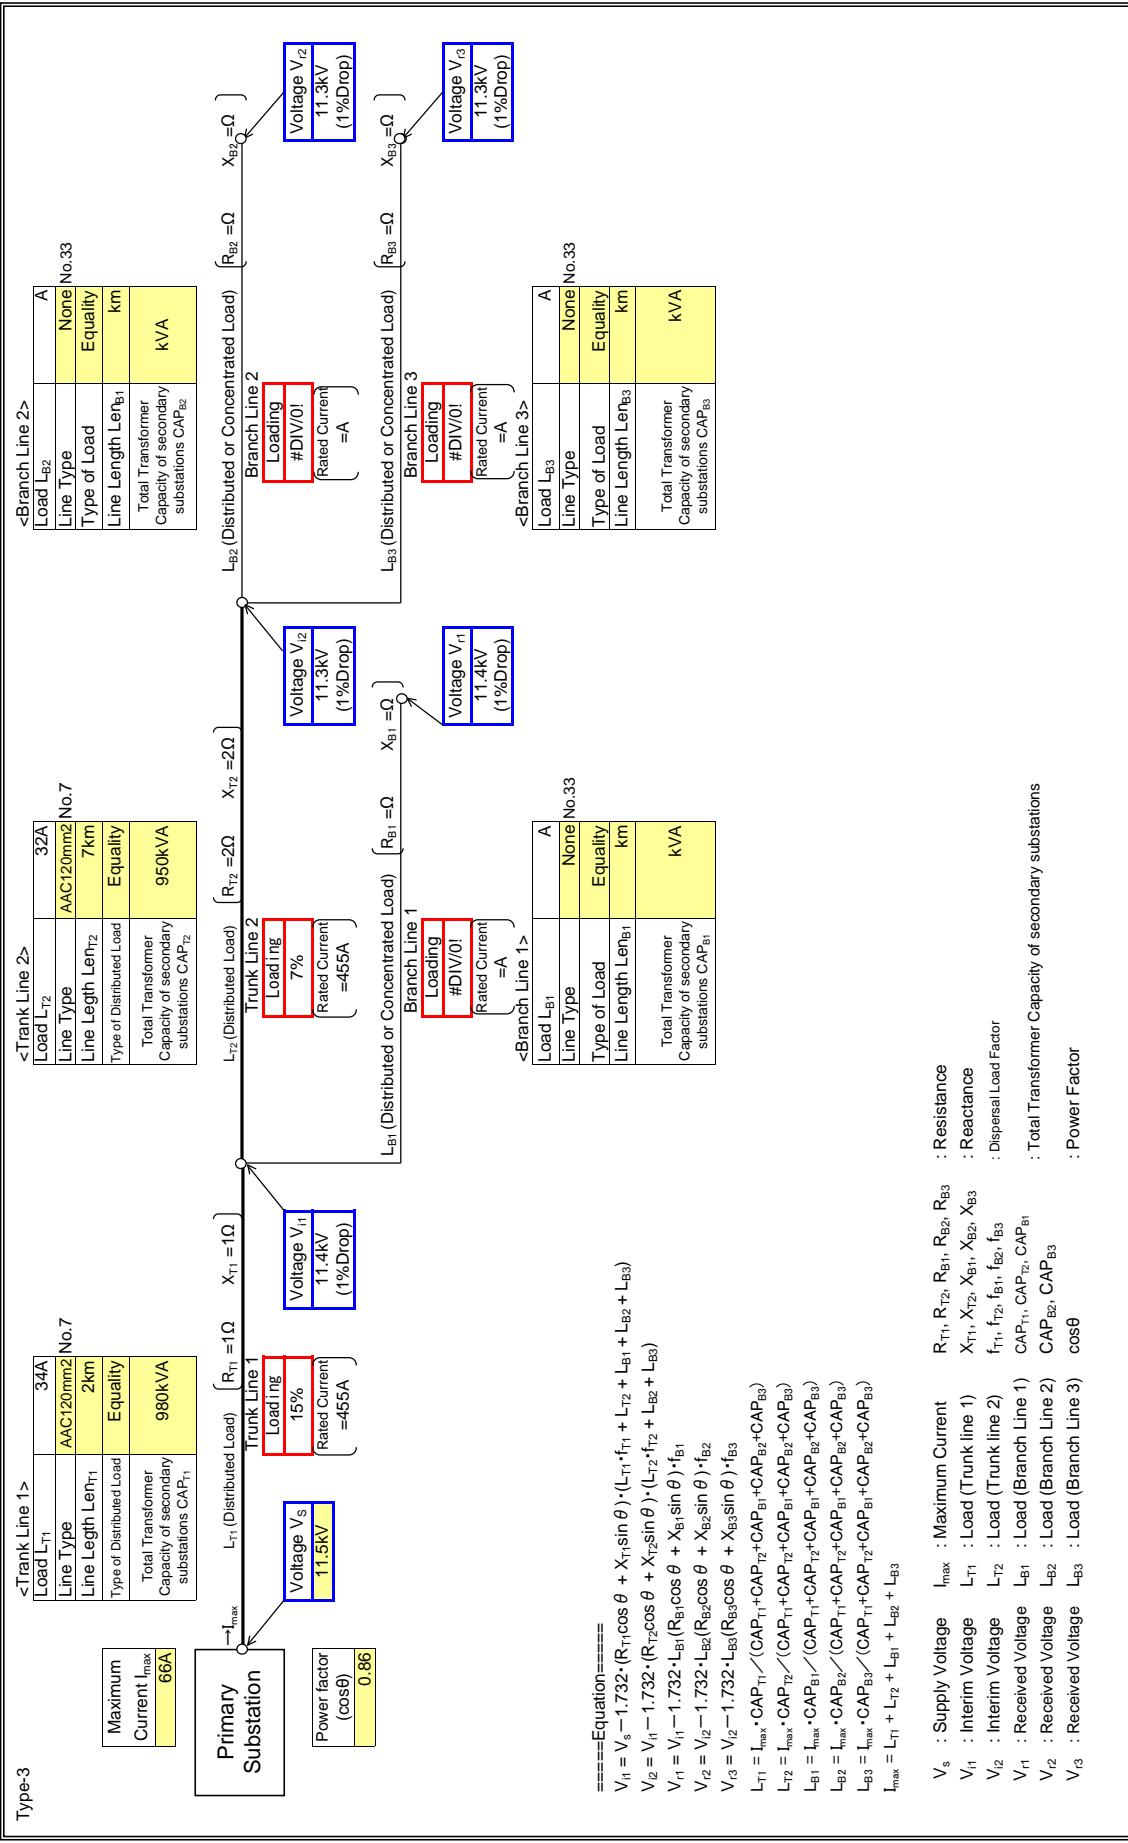 Type-3
Maximum
Current Imax
66A
Primary
Substation
Power factor
(cosθ)
0.86
→Imax
Voltage VS
11.5kV
<Trank Line 1>
Load LT1 34A
Line Type AAC120mm2 No.7
Line Legth LenT1 2km
Type of Distributed Load Equality
Total Transformer
Capacity of secondary
substations CAPT1
980kVA
LT1 (Distributed Load) RT1 =1Ω XT1 =1Ω
Trunk Line 1
Loading
15%
Rated Current
=455A
Voltage Vi1
11.4kV
(1%Drop)
<Trank Line 2>
Load LT2 32A
Line Type AAC120mm2 No.7
Line Legth LenT2 7km
Type of Distributed Load Equality
Total Transformer
Capacity of secondary
substations CAPT2
950kVA
LT2 (Distributed Load) RT2 =2Ω XT2 =2Ω
Trunk Line 2
Loading
7%
Rated Current
=455A
Voltage Vi2
11.3kV
(1%Drop)
LB1 (Distributed or Concentrated Load) RB1 =Ω XB1 =Ω
Branch Line 1
Loading
#DIV/0!
Rated Current
=A
Voltage Vr1
11.4kV
(1%Drop)
<Branch Line 1>
Load LB1 A
Line Type None No.33
Type of Load Equality
Line Length LenB1 km
Total Transformer
Capacity of secondary
substations CAPB1
kVA
<Branch Line 2>
Load LB2 A
Line Type None No.33
Type of Load Equality
Line Length LenB1 km
Total Transformer
Capacity of secondary
substations CAPB2
kVA
LB2 (Distributed or Concentrated Load) RB2 =Ω XB2 =Ω
Branch Line 2
Loading
#DIV/0!
Rated Current
=A
Voltage Vr2
11.3kV
(1%Drop)
LB3 (Distributed or Concentrated Load) RB3 =Ω XB3 =Ω
Branch Line 3
Loading
#DIV/0!
Rated Current
=A
Voltage Vr3
11.3kV
(1%Drop)
<Branch Line 3>
Load LB3 A
Line Type None No.33
Type of Load Equality
Line Length LenB3 km
Total Transformer
Capacity of secondary
substations CAPB3
kVA
=====Equation=====
Vi1 = Vs－1.732・(RT1cosθ + XT1sinθ)・(LT1・fT1 + LT2 + LB1 + LB2 + LB3)
Vi2 = Vi1－1.732・(RT2cosθ + XT2sinθ)・(LT2・fT2 + LB2 + LB3)
Vr1 = Vi1－1.732・LB1(RB1cosθ + XB1sinθ)・fB1
Vr2 = Vi2－1.732・LB2(RB2cosθ + XB2sinθ)・fB2
Vr3 = Vi2－1.732・LB3(RB3cosθ + XB3sinθ)・fB3
LT1 = Imax・CAPT1／(CAPT1+CAPT2+CAPB1+CAPB2+CAPB3)
LT2 = Imax・CAPT2／(CAPT1+CAPT2+CAPB1+CAPB2+CAPB3)
LB1 = Imax・CAPB1／(CAPT1+CAPT2+CAPB1+CAPB2+CAPB3)
LB2 = Imax・CAPB2／(CAPT1+CAPT2+CAPB1+CAPB2+CAPB3)
LB3 = Imax・CAPB3／(CAPT1+CAPT2+CAPB1+CAPB2+CAPB3)
Imax = LT1 + LT2 + LB1 + LB2 + LB3
Vs : Supply Voltage Imax : Maximum Current RT1, RT2, RB1, RB2, RB3 : Resistance
Vi1 : Interim Voltage LT1 : Load (Trunk line 1) XT1, XT2, XB1, XB2, XB3 : Reactance
Vi2 : Interim Voltage LT2 : Load (Trunk line 2) fT1, fT2, fB1, fB2, fB3 : Dispersal Load Factor
Vr1 : Received Voltage LB1 : Load (Branch Line 1) CAPT1, CAPT2, CAPB1 : Total Transformer Capacity of secondary substations
Vr2 : Received Voltage LB2 : Load (Branch Line 2) CAPB2, CAPB3
Vr3 : Received Voltage LB3 : Load (Branch Line 3) cosθ : Power Factor